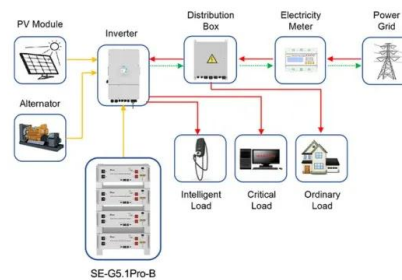 PV Module
Inverter
Distribution
Box
Electricity
Meter
Power
Grid
Alternator
Intelligent
Load
Critical
Load
Ordinary
Load
SE-G5.1Pro-B